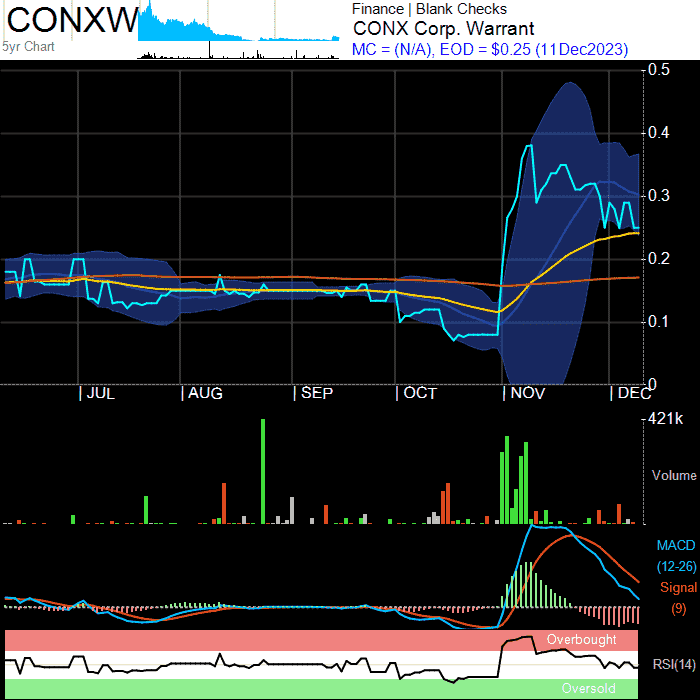 CONXW
5yr Chart
Finance | Blank Checks
CONX Corp. Warrant
MC = (N/A), EOD = $0.25 (11Dec2023)
0.5
0.4
0.3
0.2
0.1
0
| JUL | AUG | SEP | OCT | NOV | DEC
421k
Volume
MACD
(12-26)
Signal
(9)
Overbought
RSI(14)
Oversold